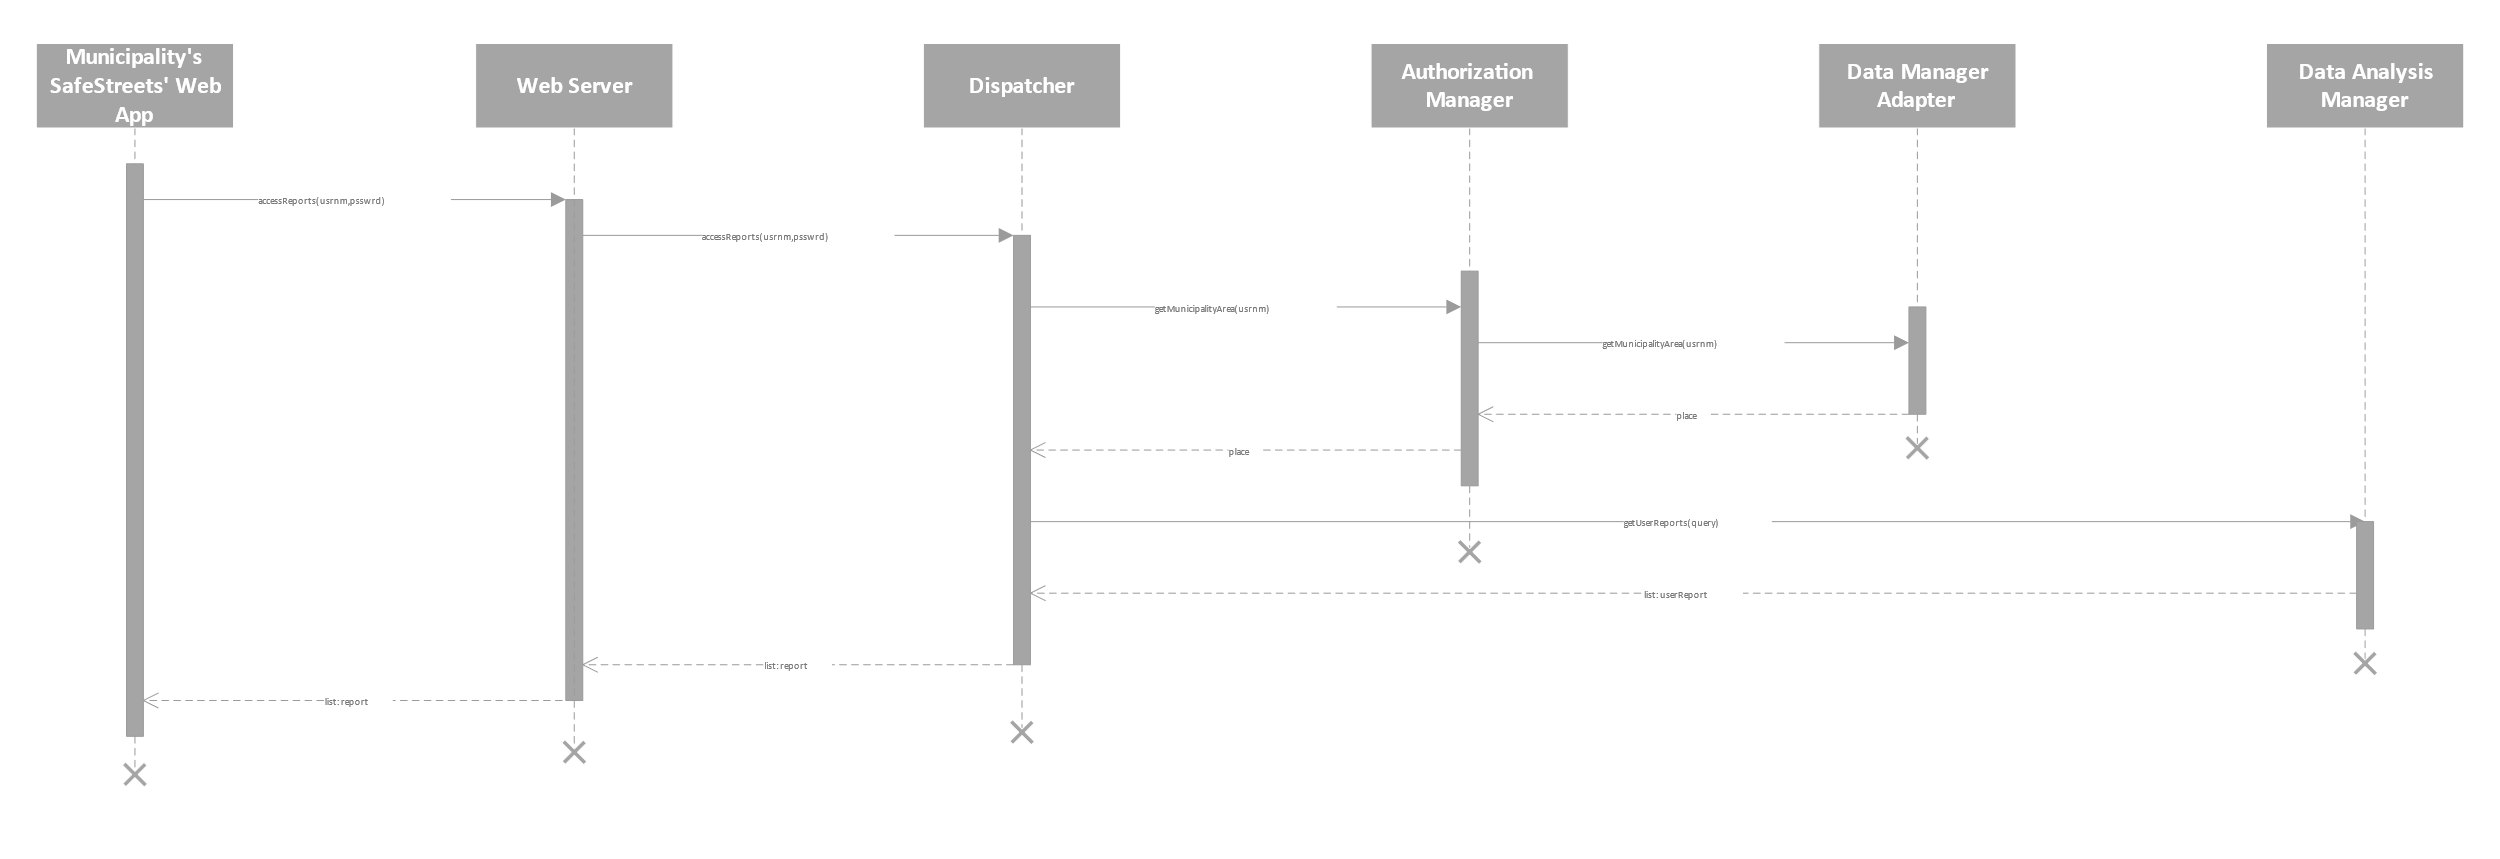 Municipality's
SafeStreets' Web
App
Web Server
Dispatcher
Authorization
Manager
Data Manager
Adapter
Data Analysis
Manager
accessReports(usrnm,psswrd)
accessReports(usrnm,psswrd)
getMunicipalityArea(usrnm)
getMunicipalityArea(usrnm)
place
place
getUserReports(query)
list: userReport
list: report
list: report